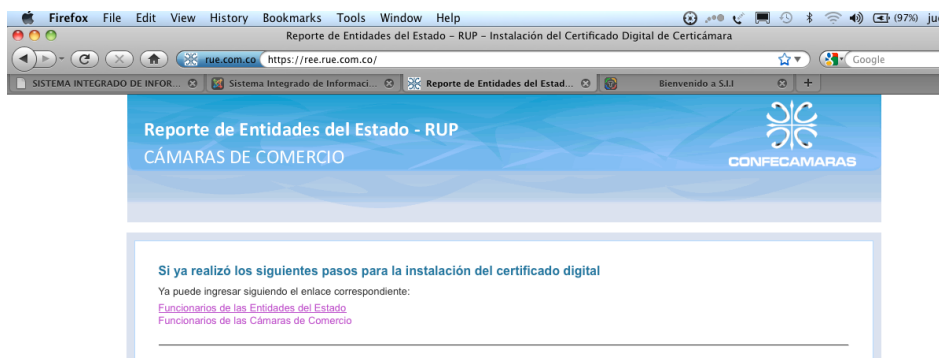 Firefox File Edit View History Bookmarks Tools Window Help (97%) jue
Reporte de Entidades del Estado – RUP – Instalación del Certificado Digital de Certicámara
rue.com.co https://ree.rue.com.co/ Google
SISTEMA INTEGRADO DE INFOR... Sistema Integrado de Informaci... Reporte de Entidades del Estad... Bienvenido a S.I.I
Reporte de Entidades del Estado - RUP
CÁMARAS DE COMERCIO
CONFECAMARAS
Si ya realizó los siguientes pasos para la instalación del certificado digital
Ya puede ingresar siguiendo el enlace correspondiente:
Funcionarios de las Entidades del Estado
Funcionarios de las Cámaras de Comercio